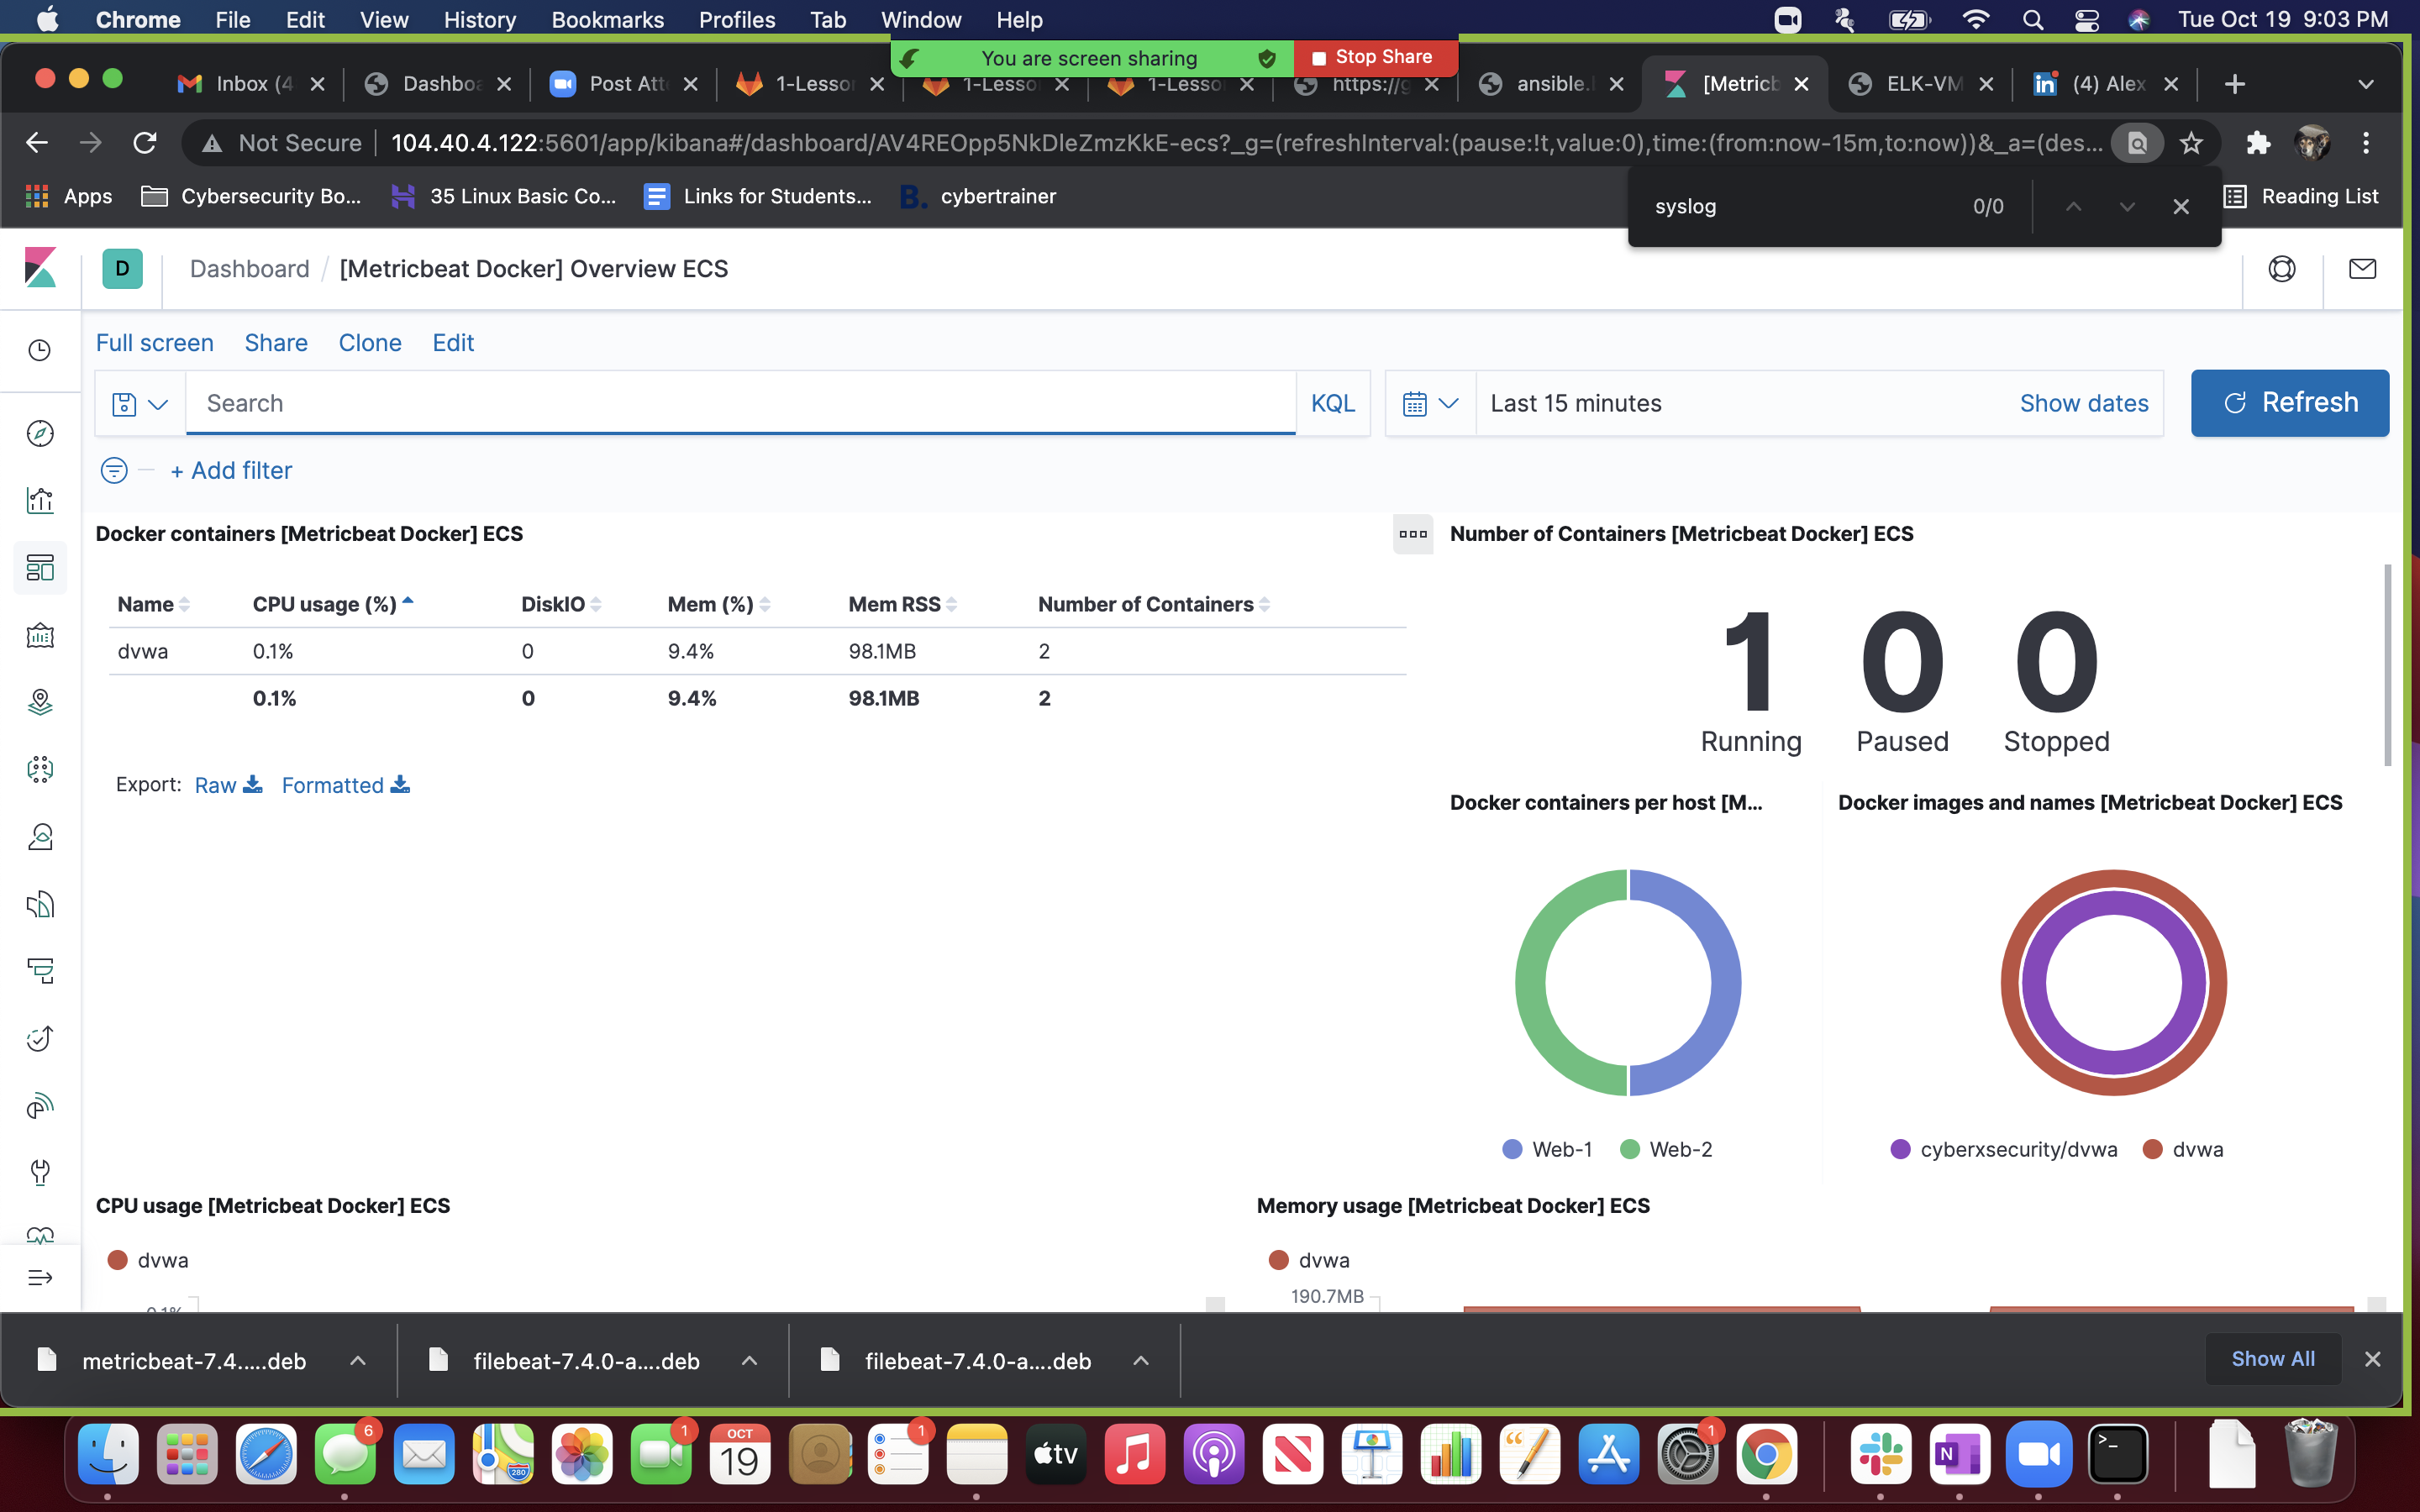 Chrome File Edit View History Bookmarks Profiles Tab Window Help
Tue Oct 19 9:03 PM
You are screen sharing
Stop Share
Inbox (4
Dashboa
Post Att
1-Lesson
1-Lesson
1-Lesson
https://g
ansible.
[Metricb
ELK-VM
(4) Alex
Not Secure
104.40.4.122:5601/app/kibana#/dashboard/AV4REOpp5NkDleZmzKkE-ecs?_g=(refreshInterval:(pause:!t,value:0),time:(from:now-15m,to:now))&_a=(des...
Apps
Cybersecurity Bo...
35 Linux Basic Co...
Links for Students...
B. cybertrainer
Reading List
syslog
0/0
D
Dashboard / [Metricbeat Docker] Overview ECS
Full screen Share Clone Edit
Search
KQL
Last 15 minutes
Show dates
Refresh
+ Add filter
Docker containers [Metricbeat Docker] ECS
Name CPU usage (%) DiskIO Mem (%) Mem RSS Number of Containers
dvwa 0.1% 0 9.4% 98.1MB 2
0.1% 0 9.4% 98.1MB 2
Export: Raw Formatted
Number of Containers [Metricbeat Docker] ECS
1 0 0
Running Paused Stopped
Docker containers per host [M...
Docker images and names [Metricbeat Docker] ECS
Web-1 Web-2
cyberxsecurity/dvwa dvwa
CPU usage [Metricbeat Docker] ECS
dvwa
0.1%
Memory usage [Metricbeat Docker] ECS
dvwa
190.7MB
metricbeat-7.4.....deb
filebeat-7.4.0-a....deb
filebeat-7.4.0-a....deb
Show All
6
1
OCT
19
1
tv
1
280
N
>_